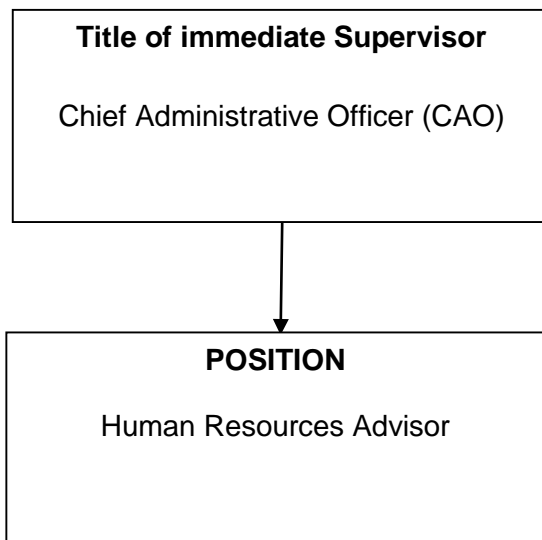 Title of immediate Supervisor
Chief Administrative Officer (CAO)
POSITION
Human Resources Advisor